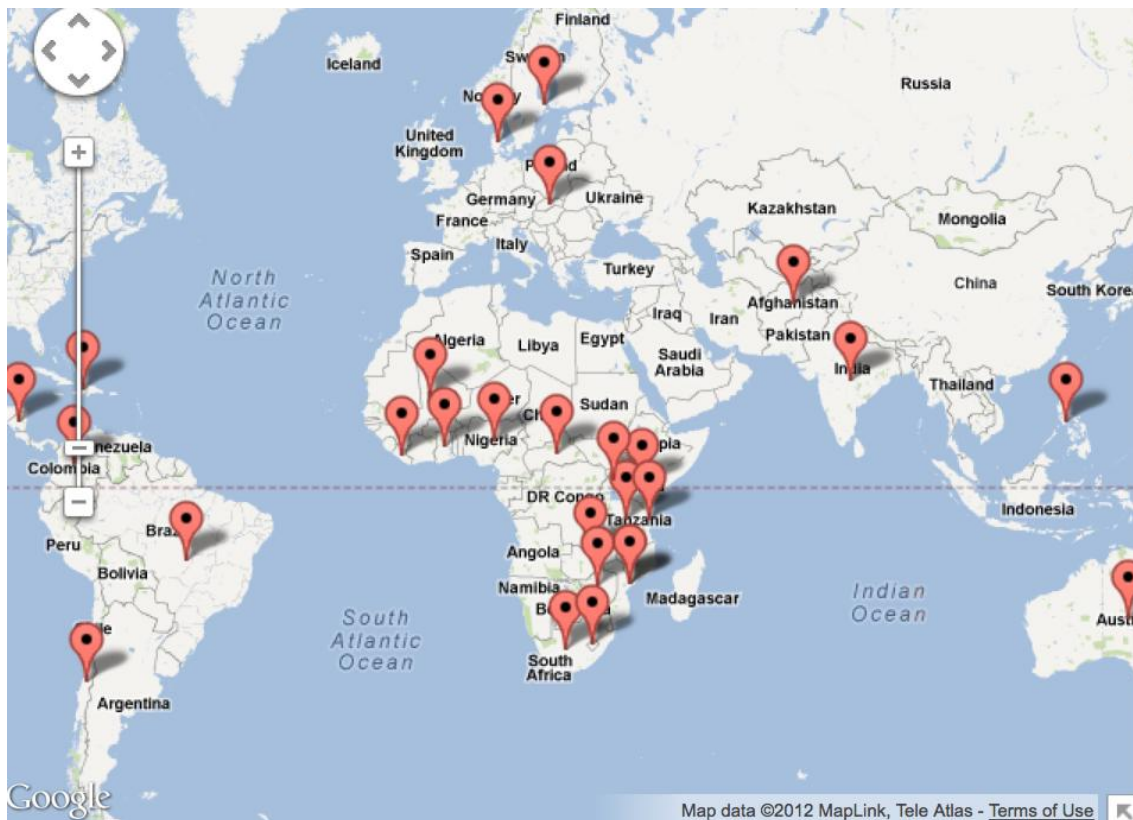 Finland
Iceland
Russia
United
Kingdom
Germany
Ukraine
Kazakhstan
Mongolia
France
Italy
Spain
Turkey
China
South Kore
North
Atlantic
Ocean
Afghanistan
Iraq
Iran
Pakistan
Algeria
Libya
Egypt
Saudi
Arabia
India
Thailand
Sudan
Nigeria
Colombia
DR Congo
Indonesia
Tanzania
Peru
Bolivia
Angola
Namibia
Madagascar
Indian
Ocean
South
Atlantic
Ocean
South
Africa
Argentina
Google
Map data ©2012 MapLink, Tele Atlas - Terms of Use